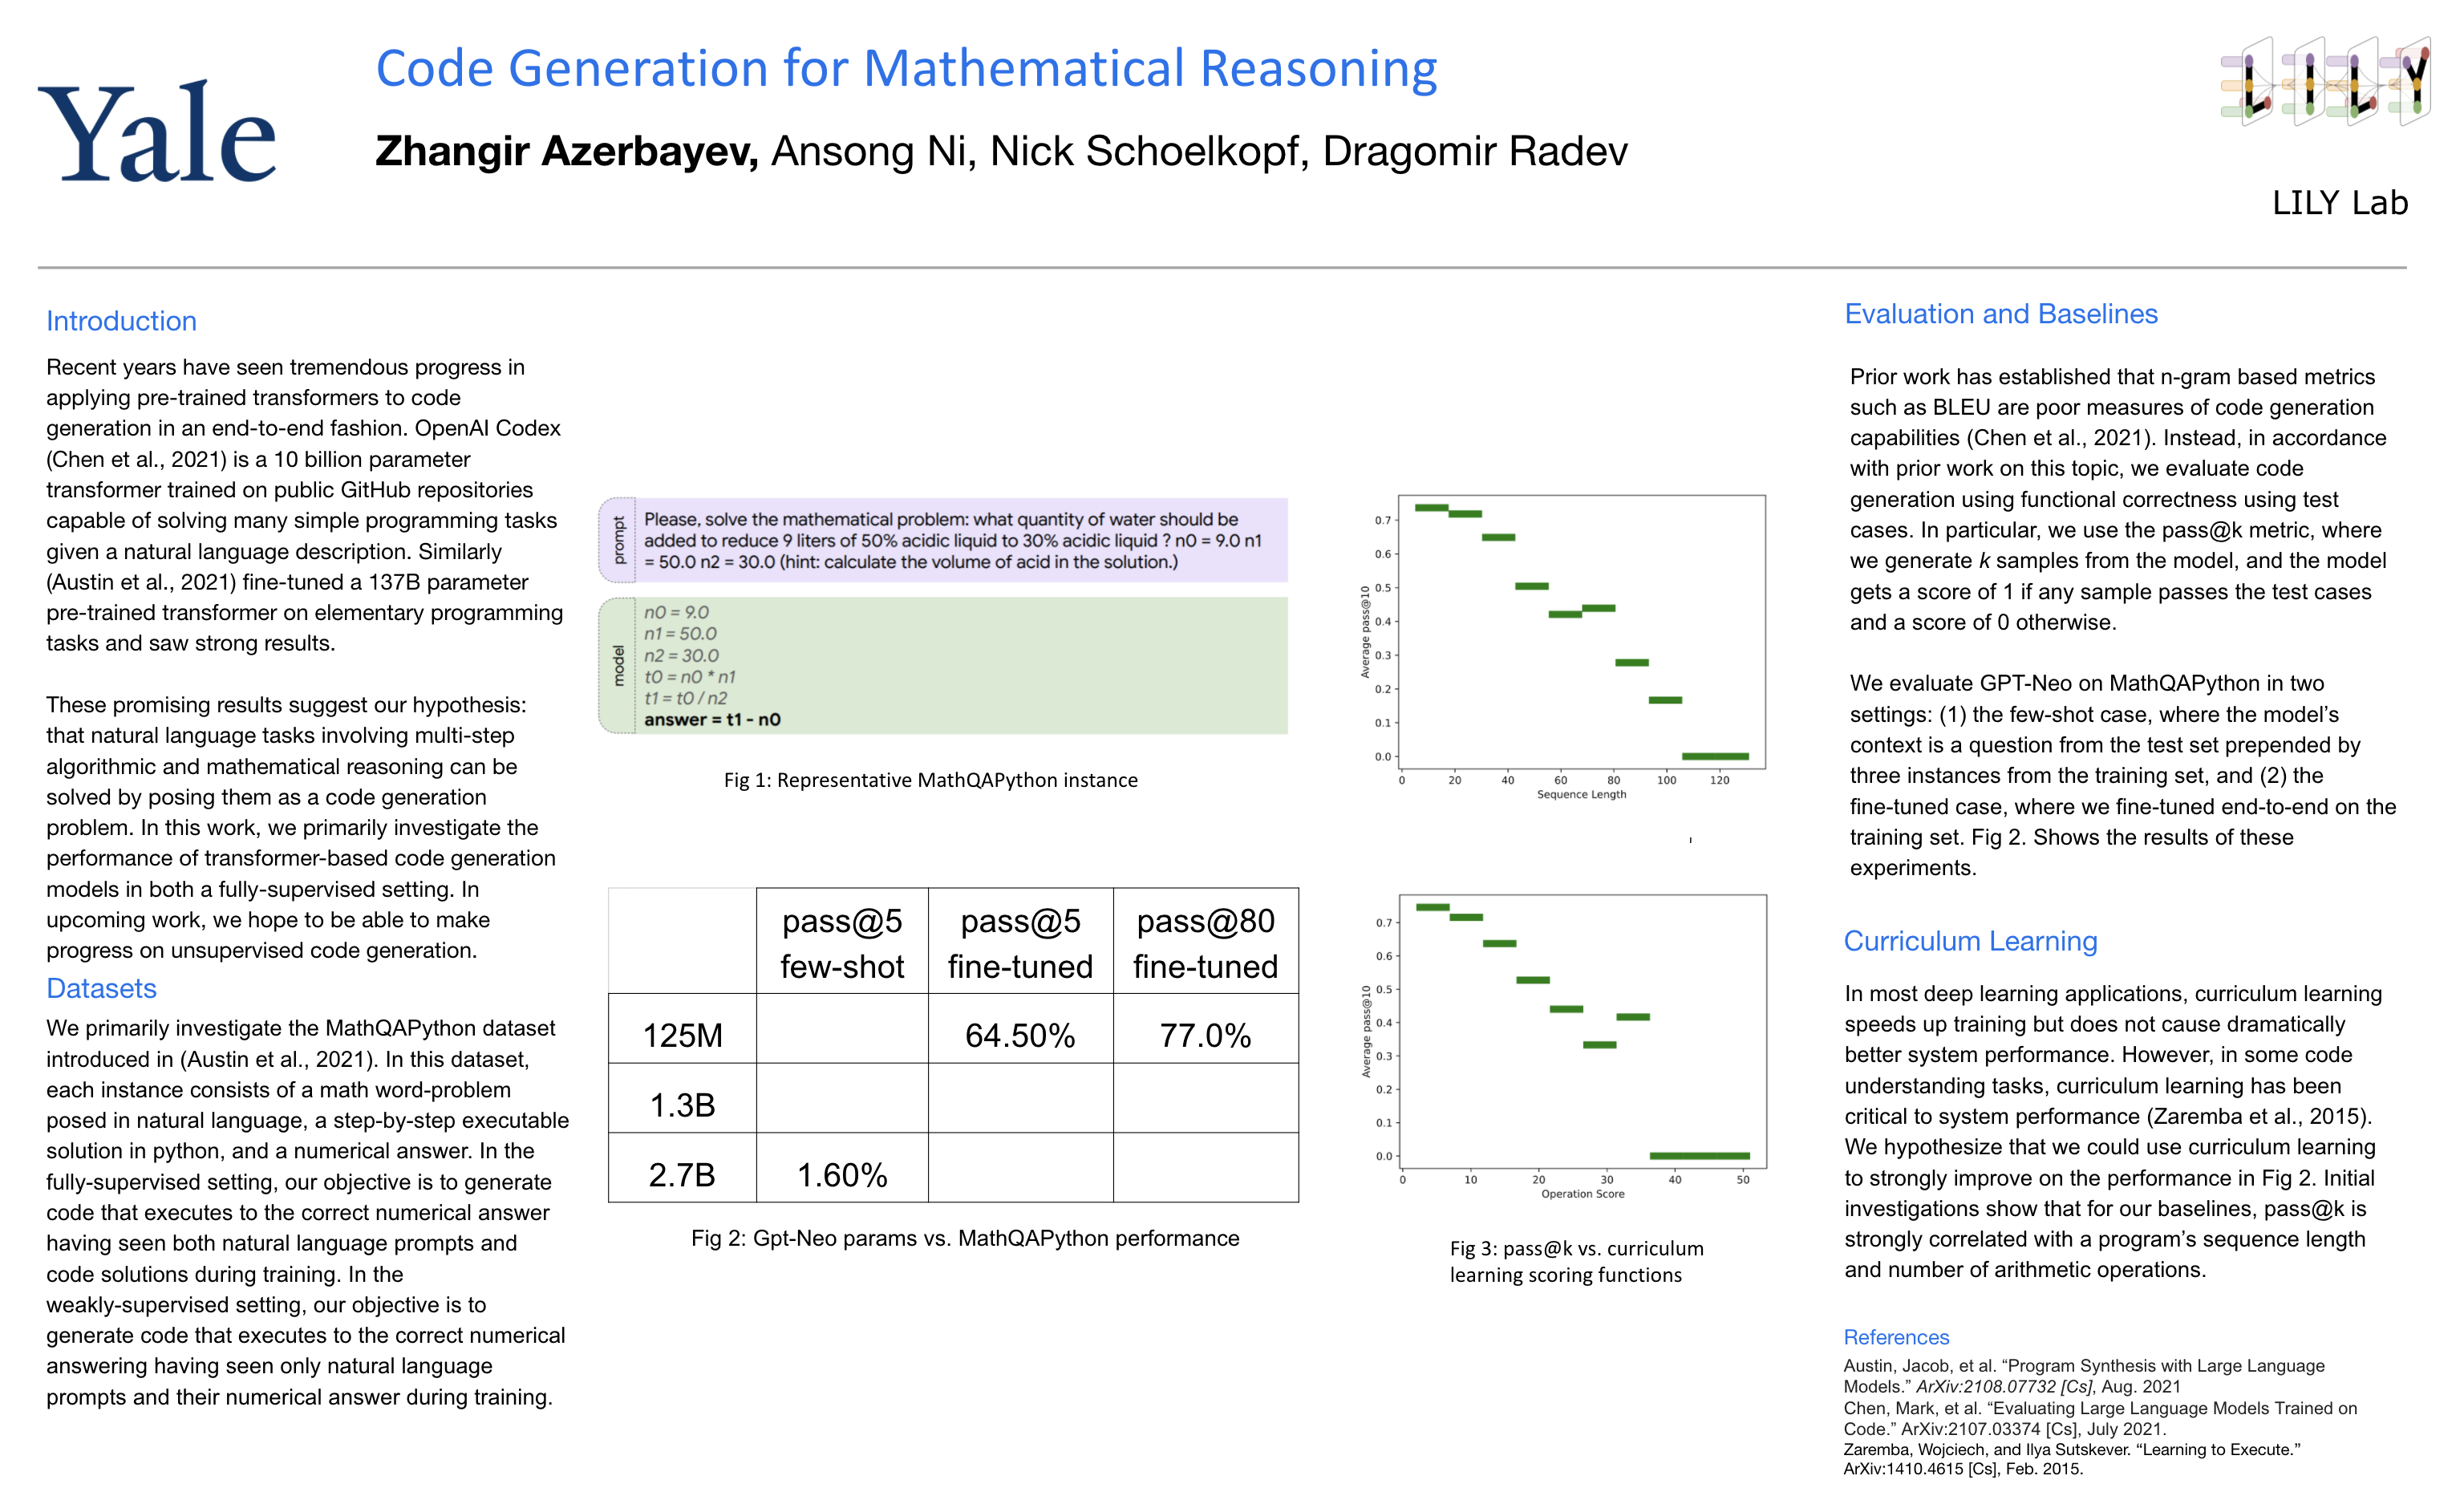 Yale
Code Generation for Mathematical Reasoning
Zhangir Azerbayev, Ansong Ni, Nick Schoelkopf, Dragomir Radev
LILY
LILY Lab
Introduction
Recent years have seen tremendous progress in
applying pre-trained transformers to code
generation in an end-to-end fashion. OpenAI Codex
(Chen et al., 2021) is a 10 billion parameter
transformer trained on public GitHub repositories
capable of solving many simple programming tasks
given a natural language description. Similarly
(Austin et al., 2021) fine-tuned a 137B parameter
pre-trained transformer on elementary programming
tasks and saw strong results.
These promising results suggest our hypothesis:
that natural language tasks involving multi-step
algorithmic and mathematical reasoning can be
solved by posing them as a code generation
problem. In this work, we primarily investigate the
performance of transformer-based code generation
models in both a fully-supervised setting. In
upcoming work, we hope to be able to make
progress on unsupervised code generation.
Datasets
We primarily investigate the MathQAPython dataset
introduced in (Austin et al., 2021). In this dataset,
each instance consists of a math word-problem
posed in natural language, a step-by-step executable
solution in python, and a numerical answer. In the
fully-supervised setting, our objective is to generate
code that executes to the correct numerical answer
having seen both natural language prompts and
code solutions during training. In the
weakly-supervised setting, our objective is to
generate code that executes to the correct numerical
answering having seen only natural language
prompts and their numerical answer during training.
prompt
Please, solve the mathematical problem: what quantity of water should be
added to reduce 9 liters of 50% acidic liquid to 30% acidic liquid ? n0 = 9.0 n1
= 50.0 n2 = 30.0 (hint: calculate the volume of acid in the solution.)
model
n0 = 9.0
n1 = 50.0
n2 = 30.0
t0 = n0 * n1
t1 = t0 / n2
answer = t1 - n0
Fig 1: Representative MathQAPython instance
pass@5 few-shot pass@5 fine-tuned pass@80 fine-tuned
125M 64.50% 77.0%
1.3B
2.7B 1.60%
Fig 2: Gpt-Neo params vs. MathQAPython performance
Average pass@10
0.7
0.6
0.5
0.4
0.3
0.2
0.1
0.0
0 20 40 60 80 100 120
Sequence Length
Average pass@10
0.7
0.6
0.5
0.4
0.3
0.2
0.1
0.0
0 10 20 30 40 50
Operation Score
Fig 3: pass@k vs. curriculum
learning scoring functions
Evaluation and Baselines
Prior work has established that n-gram based metrics
such as BLEU are poor measures of code generation
capabilities (Chen et al., 2021). Instead, in accordance
with prior work on this topic, we evaluate code
generation using functional correctness using test
cases. In particular, we use the pass@k metric, where
we generate k samples from the model, and the model
gets a score of 1 if any sample passes the test cases
and a score of 0 otherwise.
We evaluate GPT-Neo on MathQAPython in two
settings: (1) the few-shot case, where the model's
context is a question from the test set prepended by
three instances from the training set, and (2) the
fine-tuned case, where we fine-tuned end-to-end on the
training set. Fig 2. Shows the results of these
experiments.
Curriculum Learning
In most deep learning applications, curriculum learning
speeds up training but does not cause dramatically
better system performance. However, in some code
understanding tasks, curriculum learning has been
critical to system performance (Zaremba et al., 2015).
We hypothesize that we could use curriculum learning
to strongly improve on the performance in Fig 2. Initial
investigations show that for our baselines, pass@k is
strongly correlated with a program's sequence length
and number of arithmetic operations.
References
Austin, Jacob, et al. “Program Synthesis with Large Language
Models.” ArXiv:2108.07732 [Cs], Aug. 2021
Chen, Mark, et al. “Evaluating Large Language Models Trained on
Code.” ArXiv:2107.03374 [Cs], July 2021.
Zaremba, Wojciech, and Ilya Sutskever. “Learning to Execute.”
ArXiv:1410.4615 [Cs], Feb. 2015.